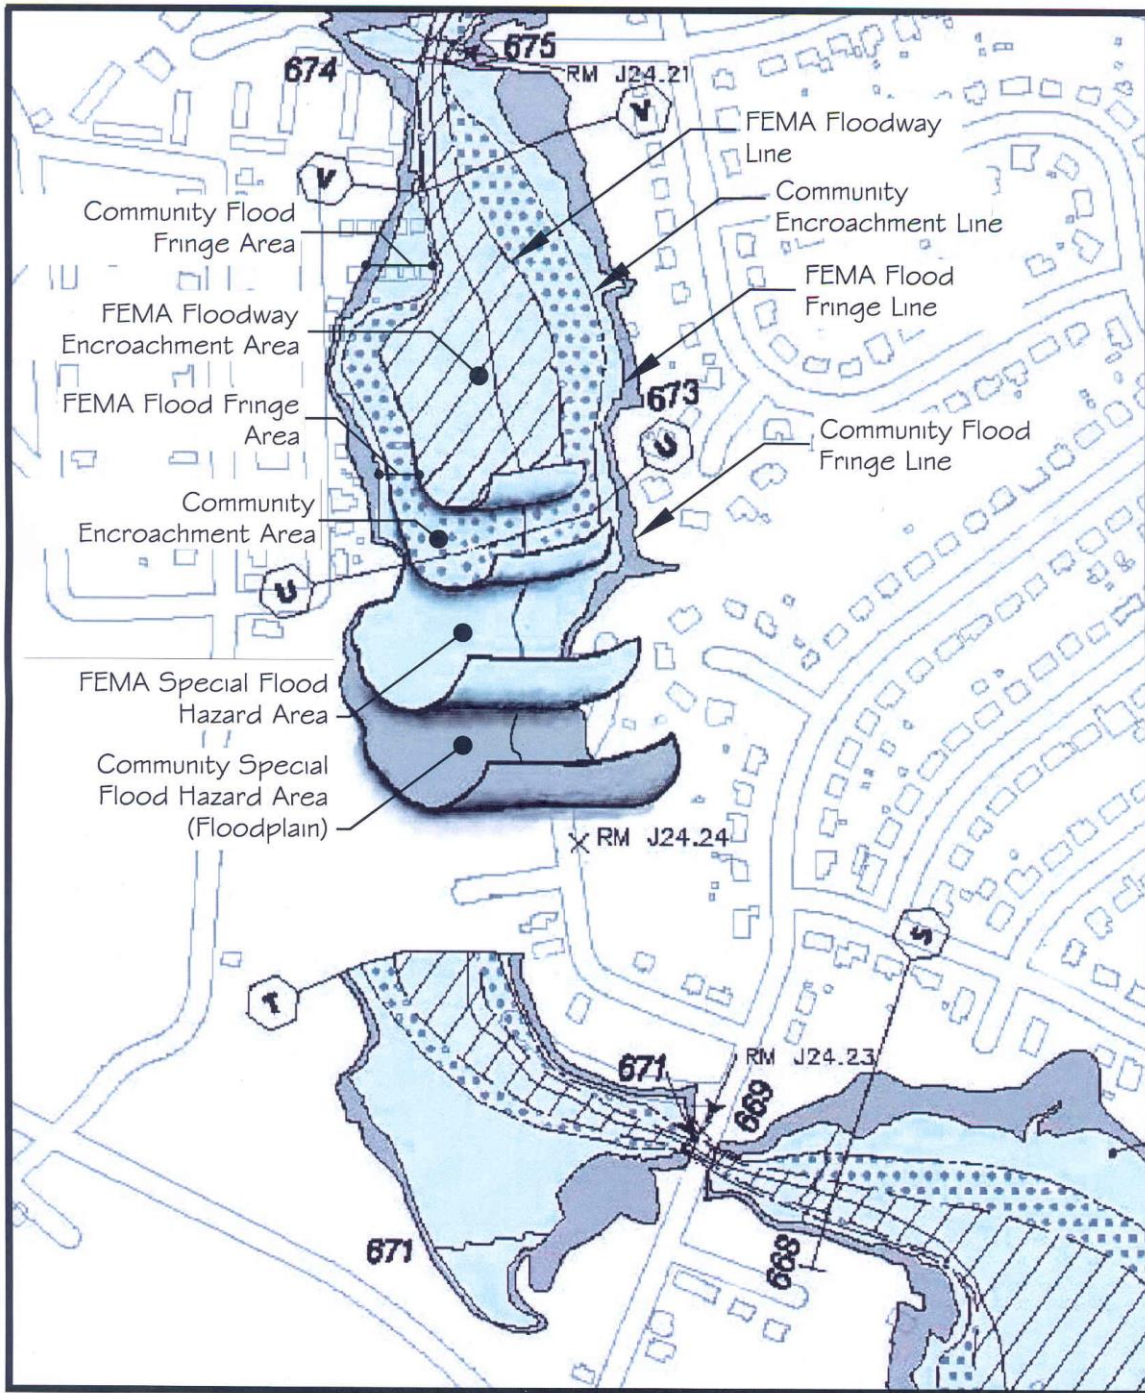 675
674
RM J24.21
V
FEMA Floodway
Line
V
Community
Encroachment Line
Community Flood
Fringe Area
FEMA Flood
Fringe Line
FEMA Floodway
Encroachment Area
673
FEMA Flood Fringe
Area
U
Community Flood
Fringe Line
Community
Encroachment Area
U
FEMA Special Flood
Hazard Area
Community Special
Flood Hazard Area
(Floodplain)
RM J24.24
S
T
671
RM J24.23
669
671
668